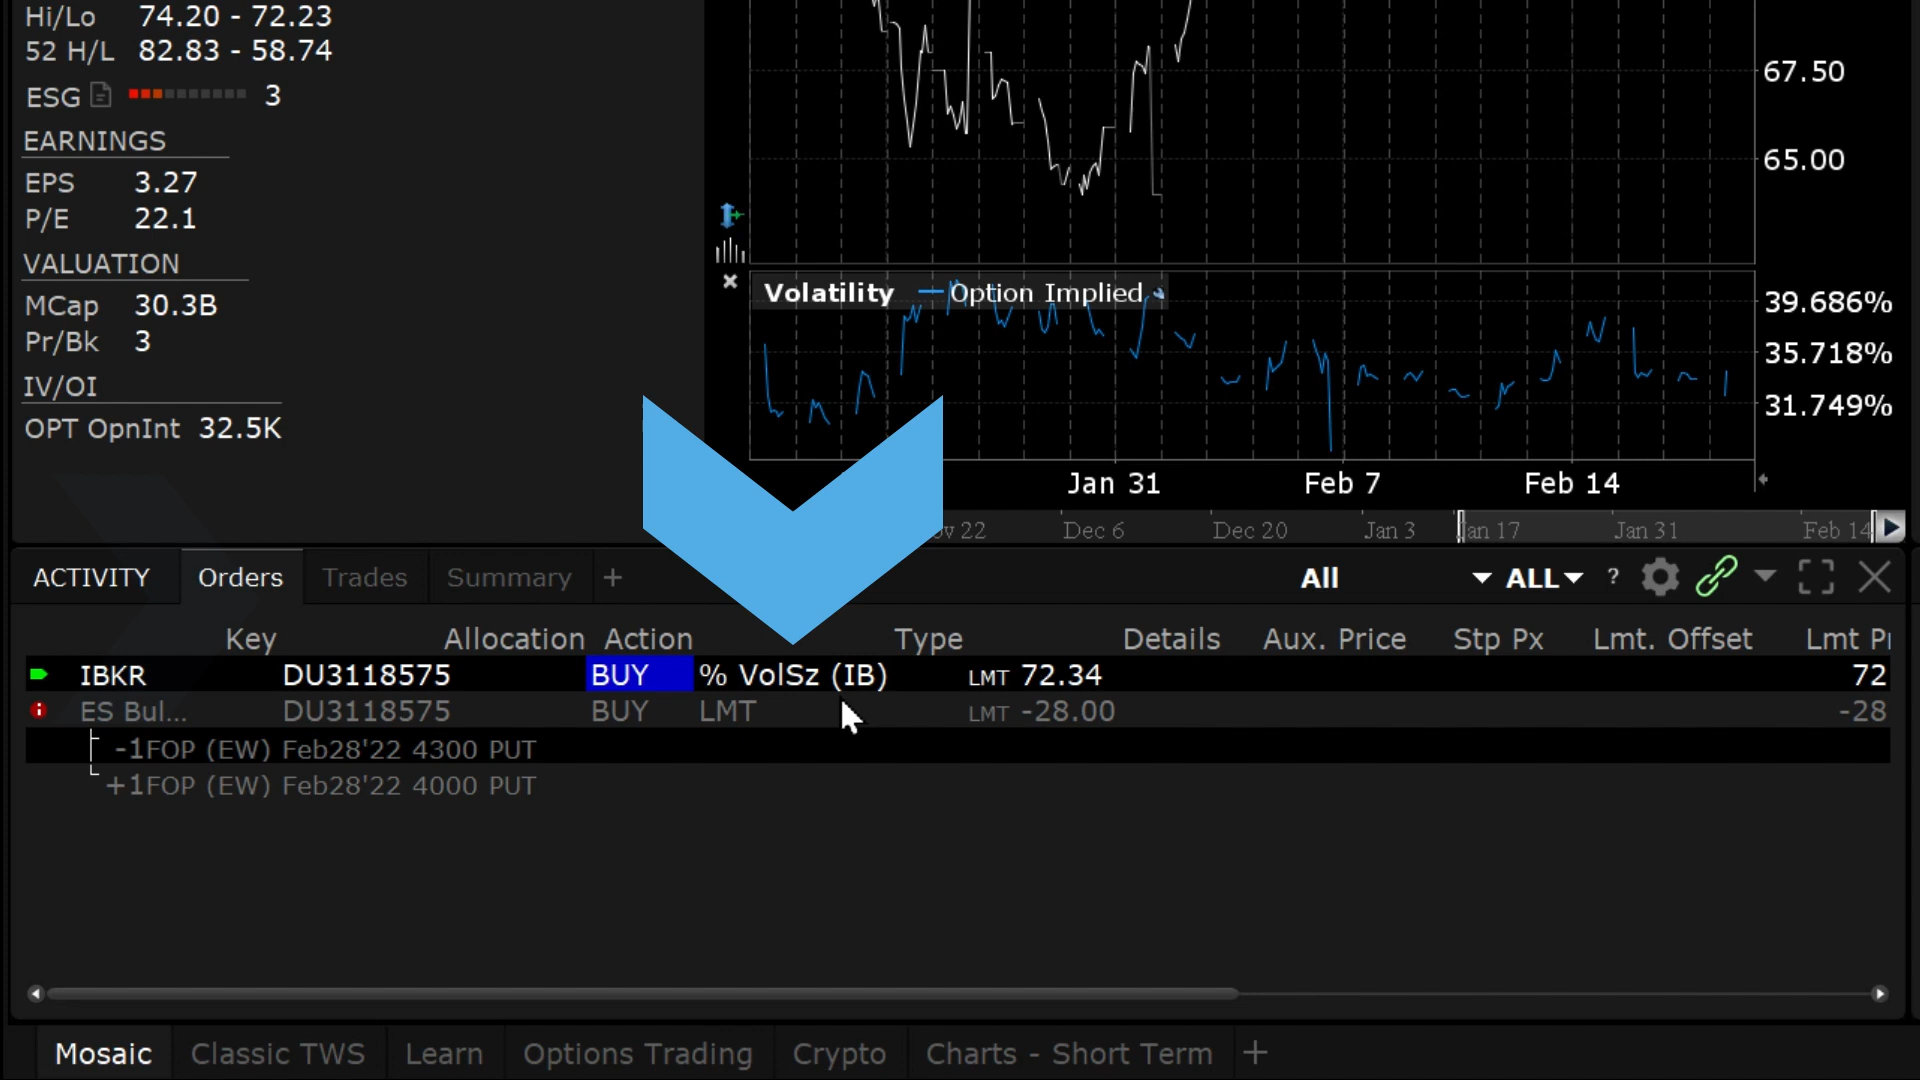 Hi/Lo 74.20 - 72.23
52 H/L 82.83 - 58.74
ESG 3
EARNINGS
EPS 3.27
P/E 22.1
VALUATION
MCap 30.3B
Pr/Bk 3
IV/OI
OPT OpnInt 32.5K
67.50
65.00
Volatility Option Implied
39.686%
35.718%
31.749%
Jan 31 Feb 7 Feb 14
22 Dec 6 Dec 20 Jan 3 Jan 17 Jan 31 Feb 14
ACTIVITY Orders Trades Summary + All ALL ?
Key Allocation Action Type Details Aux. Price Stp Px Lmt. Offset Lmt
IBKR DU3118575 BUY % VolSz (IB) LMT 72.34 72
ES Bul... DU3118575 BUY LMT LMT -28.00 -28
-1FOP (EW) Feb28'22 4300 PUT
+1FOP (EW) Feb28'22 4000 PUT
Mosaic Classic TWS Learn Options Trading Crypto Charts - Short Term +